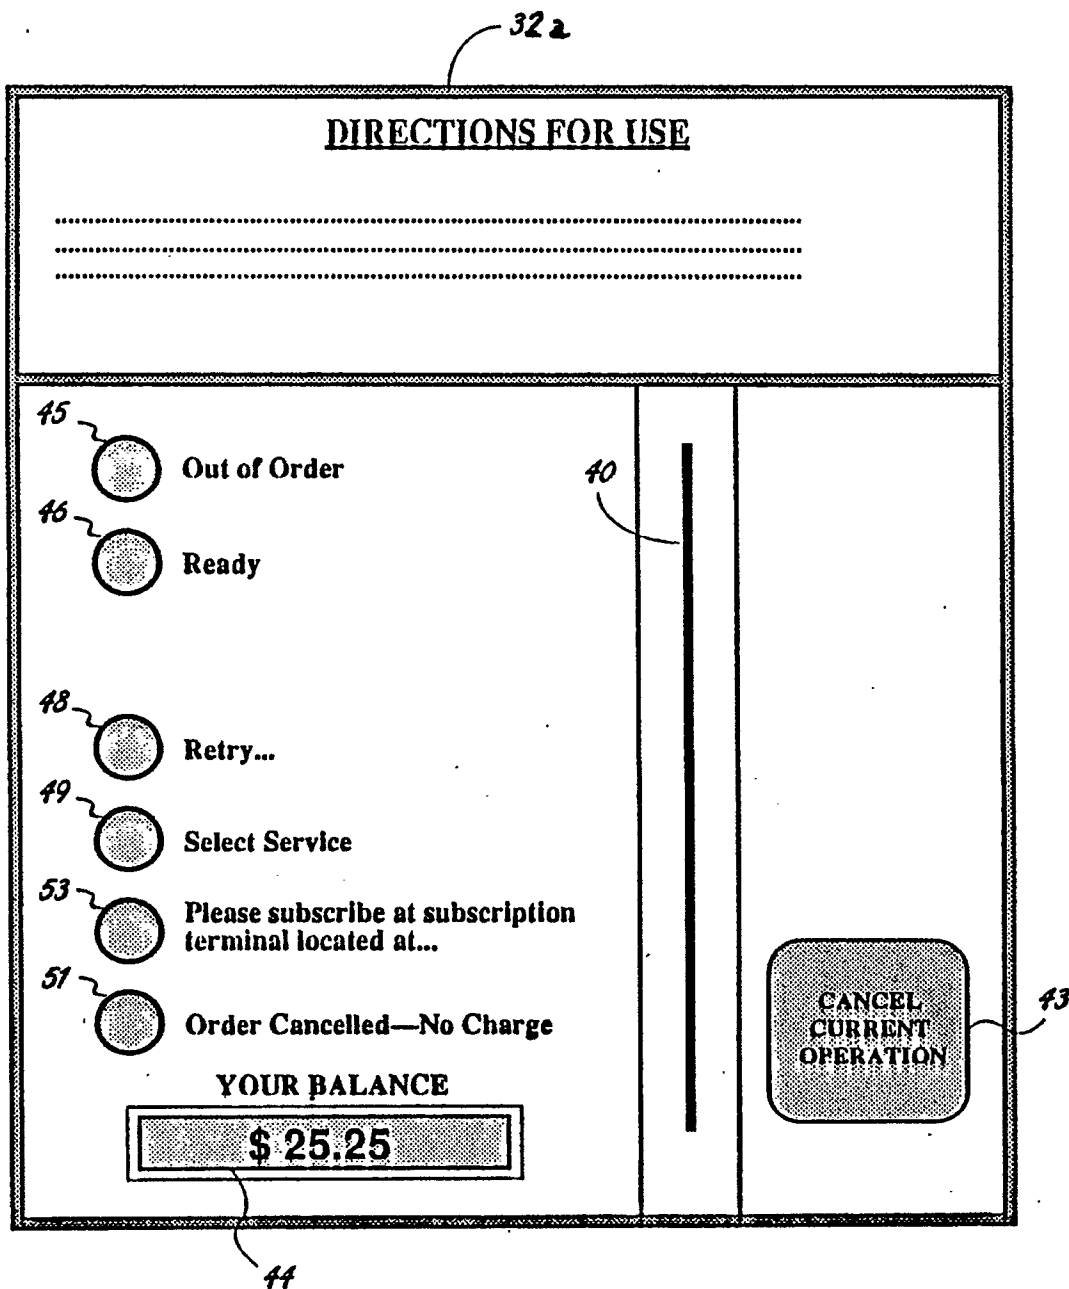 32a
DIRECTIONS FOR USE
45
Out of Order
40
46
Ready
48
Retry...
49
Select Service
53
Please subscribe at subscription
terminal located at...
51
Order Cancelled—No Charge
CANCEL
CURRENT
OPERATION
43
YOUR BALANCE
$ 25.25
44